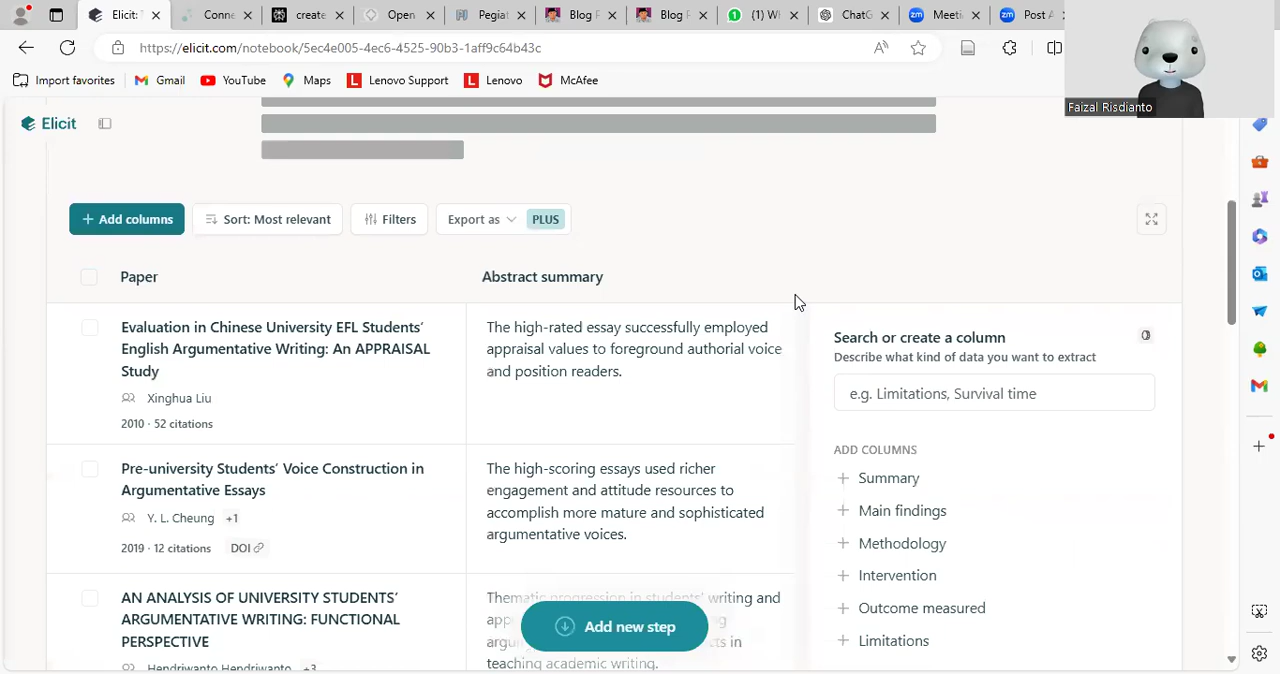 Elicit:
Conne
create
Open
Pegiat
Blog F
Blog F
(1) W
ChatG
Meeti
Post A
https://elicit.com/notebook/5ec4e005-4ec6-4525-90b3-1aff9c64b43c
Import favorites
Gmail
YouTube
Maps
Lenovo Support
Lenovo
McAfee
Faizal Risdianto
Elicit
+ Add columns
Sort: Most relevant
Filters
Export as
PLUS
Paper
Abstract summary
Evaluation in Chinese University EFL Students'
English Argumentative Writing: An APPRAISAL
Study
Xinghua Liu
2010 · 52 citations
The high-rated essay successfully employed
appraisal values to foreground authorial voice
and position readers.
Pre-university Students' Voice Construction in
Argumentative Essays
Y. L. Cheung +1
2019 · 12 citations DOI
The high-scoring essays used richer
engagement and attitude resources to
accomplish more mature and sophisticated
argumentative voices.
AN ANALYSIS OF UNIVERSITY STUDENTS'
ARGUMENTATIVE WRITING: FUNCTIONAL
PERSPECTIVE
Hendriwanto Hendriwanto +3
Thematic progression in students' writing and
teaching academic writing.
Add new step
Search or create a column
Describe what kind of data you want to extract
e.g. Limitations, Survival time
ADD COLUMNS
+ Summary
+ Main findings
+ Methodology
+ Intervention
+ Outcome measured
+ Limitations